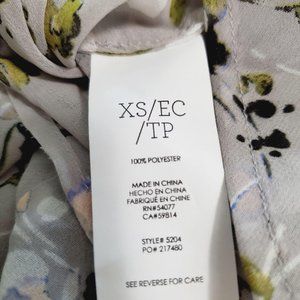 XS/EC
/TP
100% POLYESTER
MADE IN CHINA
HECHO EN CHINA
FABRIQUÉ EN CHINE
RN#54077
CA#59814
STYLE# 5204
PO# 217480
SEE REVERSE FOR CARE